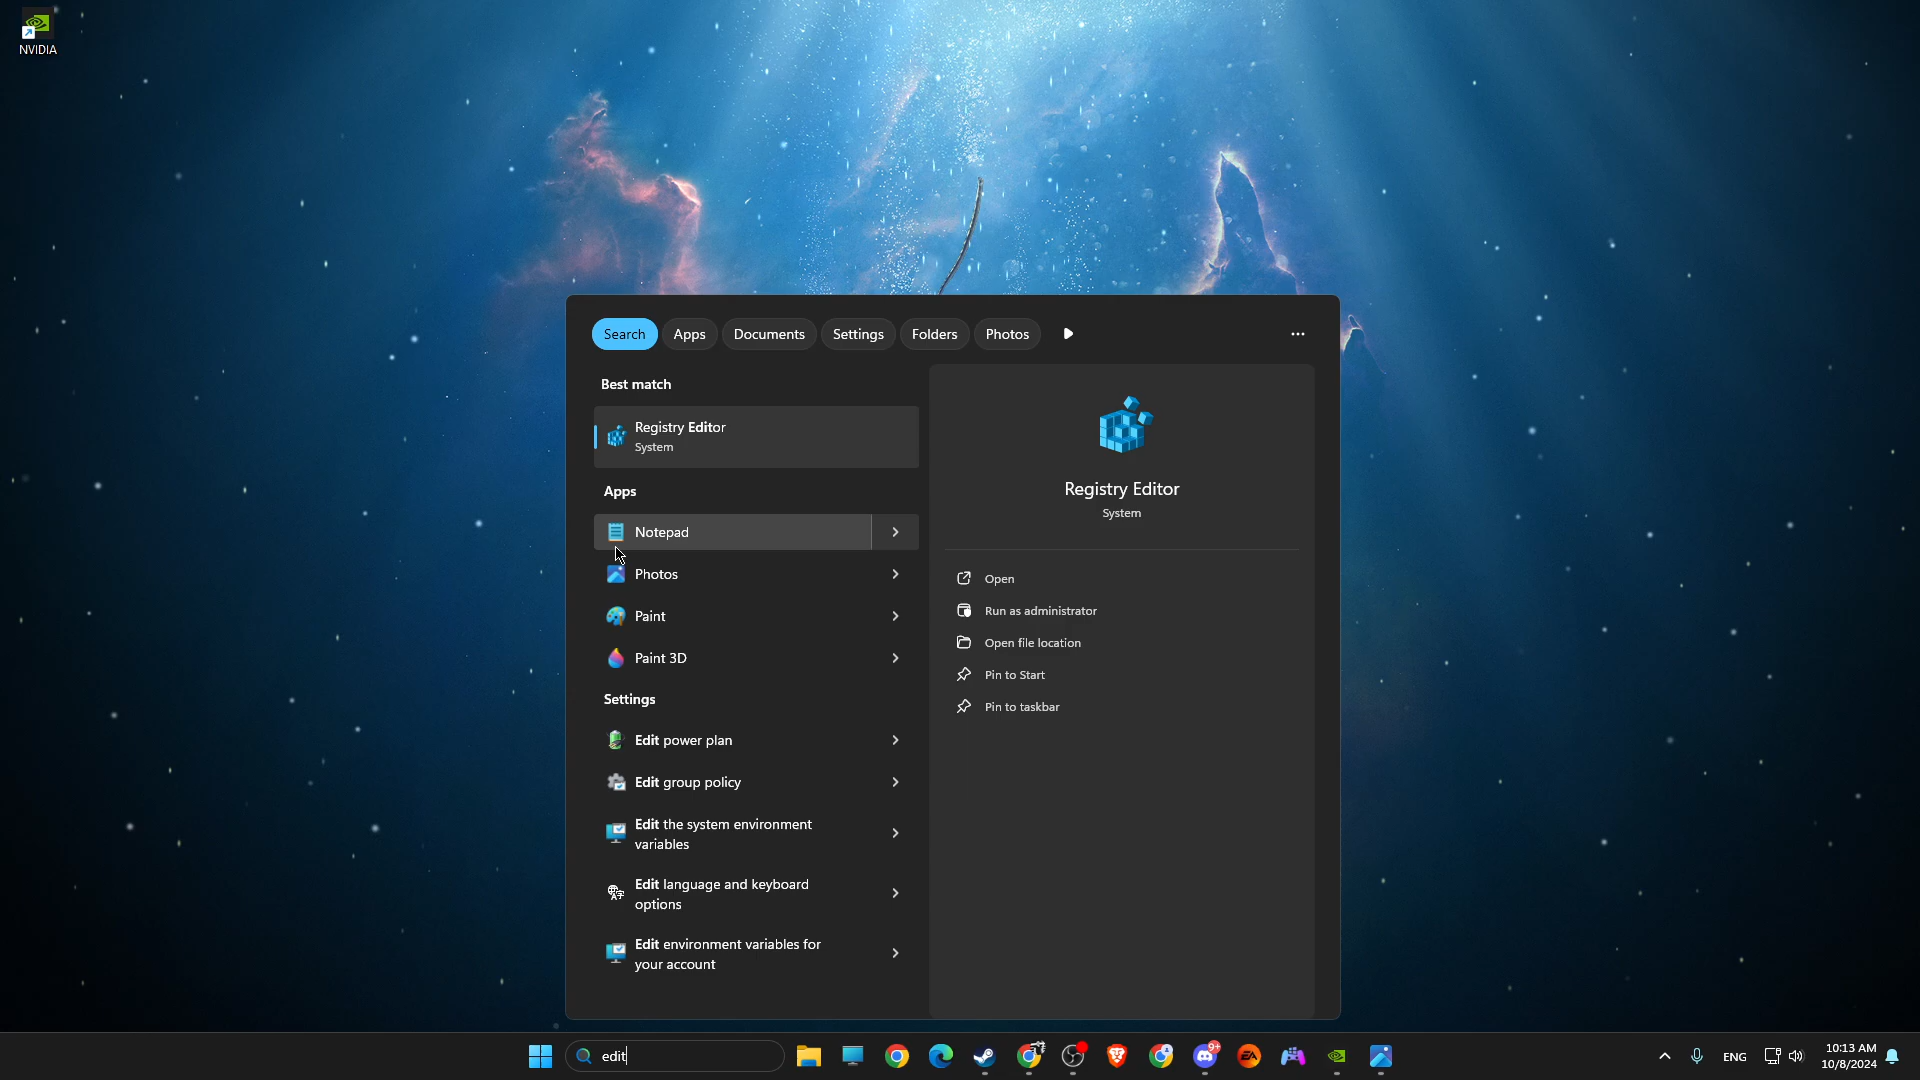 NVIDIA
Search Apps Documents Settings Folders Photos
Best match
Registry Editor
System
Apps
Notepad
Photos
Paint
Paint 3D
Settings
Edit power plan
Edit group policy
Edit the system environment
variables
Edit language and keyboard
options
Edit environment variables for
your account
Registry Editor
System
Open
Run as administrator
Open file location
Pin to Start
Pin to taskbar
edit
9+
EA
ENG
10:13 AM
10/8/2024